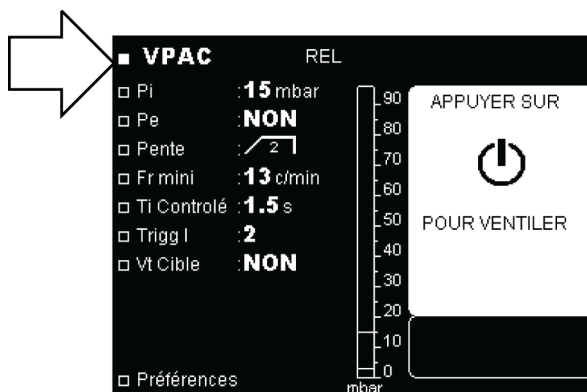 VPAC REL
Pi :15 mbar
Pe :NON
Pente : 2
Fr mini :13 c/min
Ti Controlé :1.5 s
Trigg I :2
Vt Cible :NON
Préférences
90
80
70
60
50
40
30
20
10
0
mbar
APPUYER SUR
POUR VENTILER